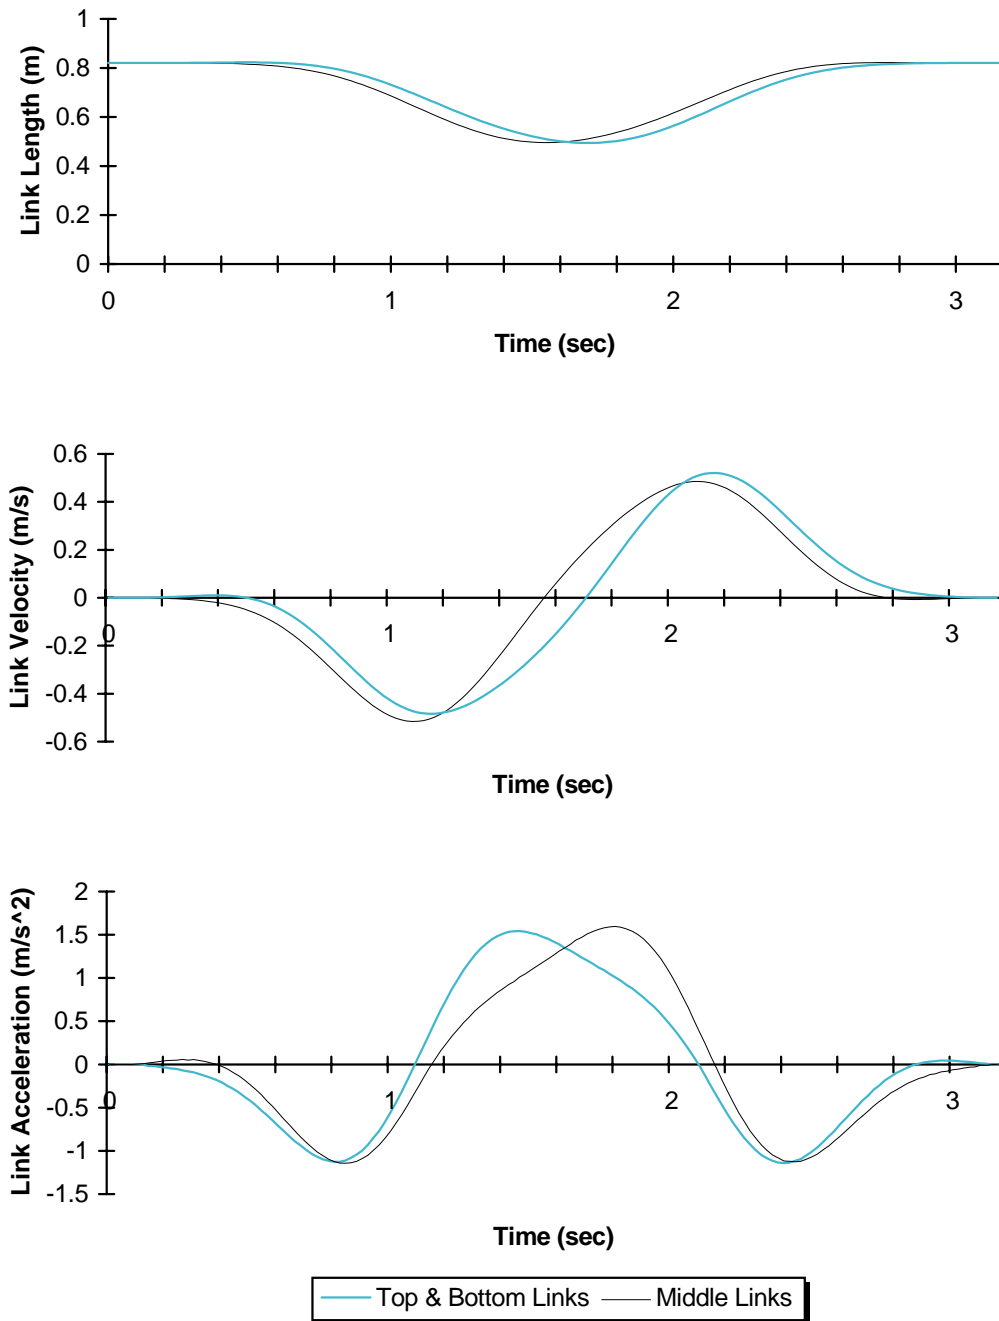 1
0.8
0.6
0.4
0.2
0
Link Length (m)
0 1 2 3
Time (sec)
0.6
0.4
0.2
0
-0.2
-0.4
-0.6
Link Velocity (m/s)
0 1 2 3
Time (sec)
2
1.5
1
0.5
0
-0.5
-1
-1.5
Link Acceleration (m/s^2)
0 1 2 3
Time (sec)
Top & Bottom Links Middle Links